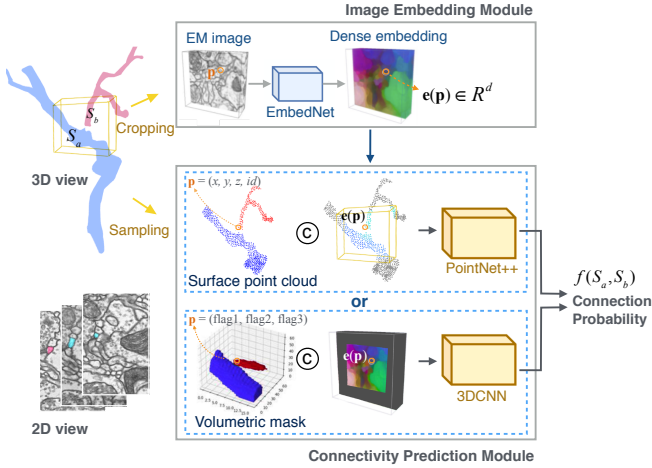 Image Embedding Module
EM image
Dense embedding
p
EmbedNet
e(p) ∈ R^d
S_b
S_a
Cropping
3D view
Sampling
p = (x, y, z, id)
e(p)
C
Surface point cloud
PointNet++
or
f(S_a, S_b)
Connection
Probability
p = (flag1, flag2, flag3)
e(p)
C
Volumetric mask
3DCNN
2D view
Connectivity Prediction Module